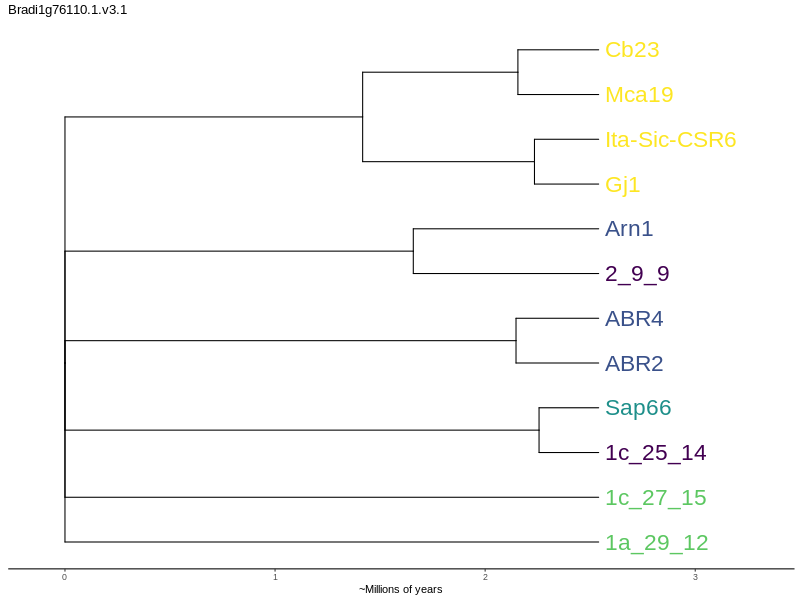 Bradi1g76110.1.v3.1
Cb23
Mca19
Ita-Sic-CSR6
Gj1
Arn1
2_9_9
ABR4
ABR2
Sap66
1c_25_14
1c_27_15
1a_29_12
0 1 2 3
~Millions of years